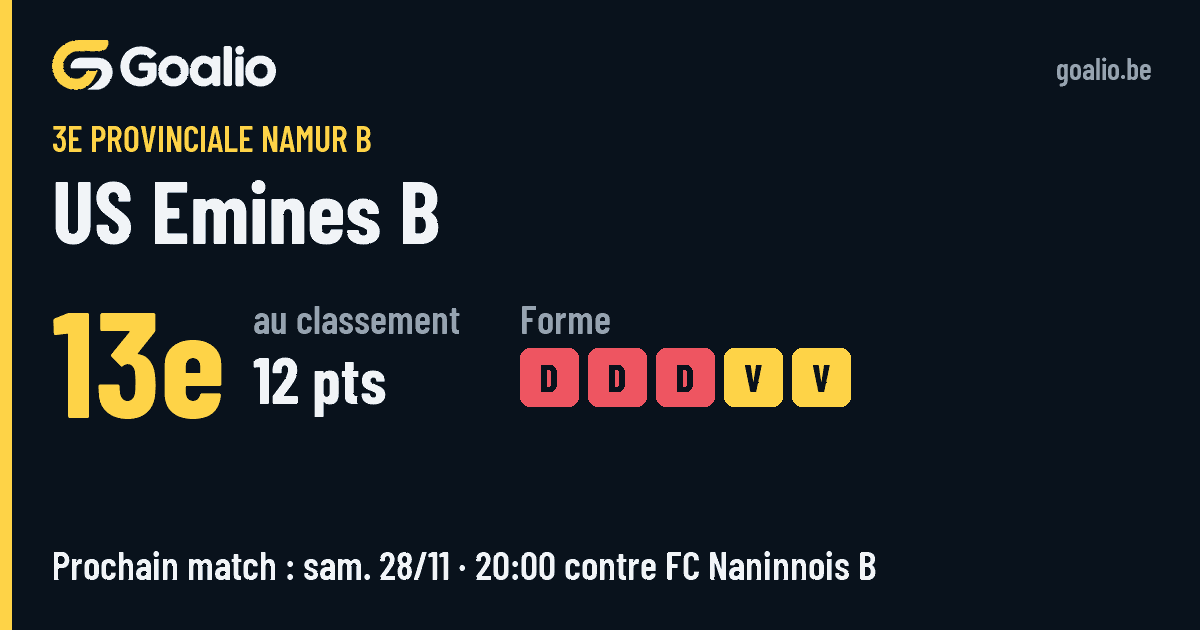 Goalio
goalio.be
3E PROVINCIALE NAMUR B
US Emines B
13e
au classement
12 pts
Forme
D D D V V
Prochain match : sam. 28/11 · 20:00 contre FC Naninnois B